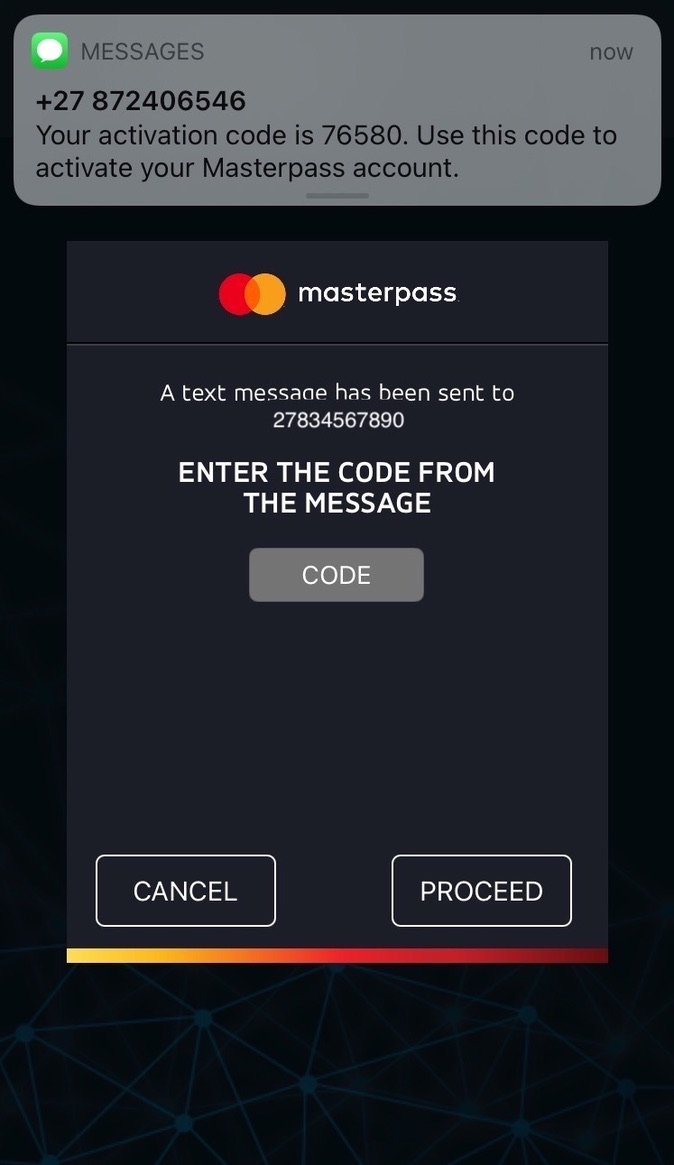 MESSAGES now
+27 872406546
Your activation code is 76580. Use this code to
activate your Masterpass account.
masterpass
A text message has been sent to
27834567890
ENTER THE CODE FROM
THE MESSAGE
CODE
CANCEL PROCEED